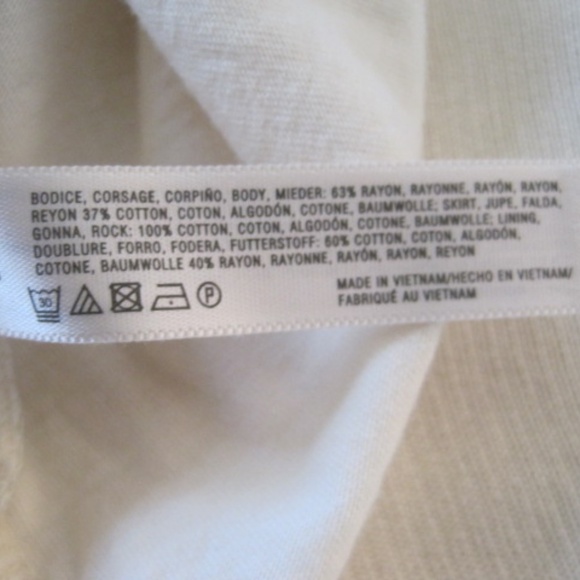 BODICE, CORSAGE, CORPIÑO, BODY, MIEDER: 63% RAYON, RAYONNE, RAYÓN, RAYON,
REYON 37% COTTON, COTON, ALGODÓN, COTONE, BAUMWOLLE; SKIRT, JUPE, FALDA,
GONNA, ROCK: 100% COTTON, COTON, ALGODÓN, COTONE, BAUMWOLLE; LINING,
DOUBLURE, FORRO, FODERA, FUTTERSTOFF: 60% COTTON, COTON, ALGODÓN,
COTONE, BAUMWOLLE 40% RAYON, RAYONNE, RAYÓN, RAYON, REYON
30 P
MADE IN VIETNAM/HECHO EN VIETNAM/
FABRIQUÉ AU VIETNAM